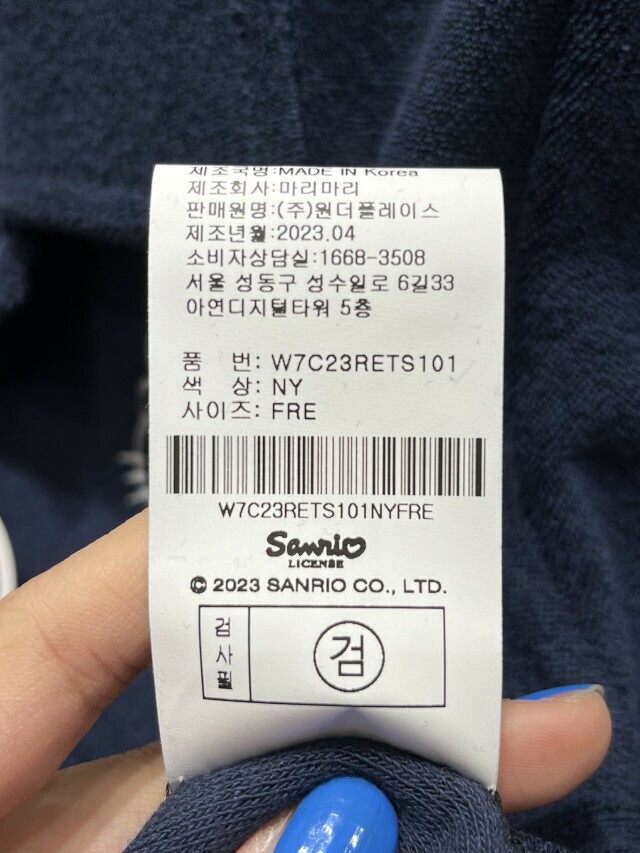 제조국명:MADE IN Korea
제조회사:마리마리
판매원명:(주)원더플레이스
제조년월:2023.04
소비자상담실:1668-3508
서울 성동구 성수일로 6길33
아연디지털타워 5층
품 번: W7C23RETS101
색 상: NY
사이즈: FRE
W7C23RETS101NYFRE
Sanrio
LICENSE
© 2023 SANRIO CO., LTD.
검사필
검